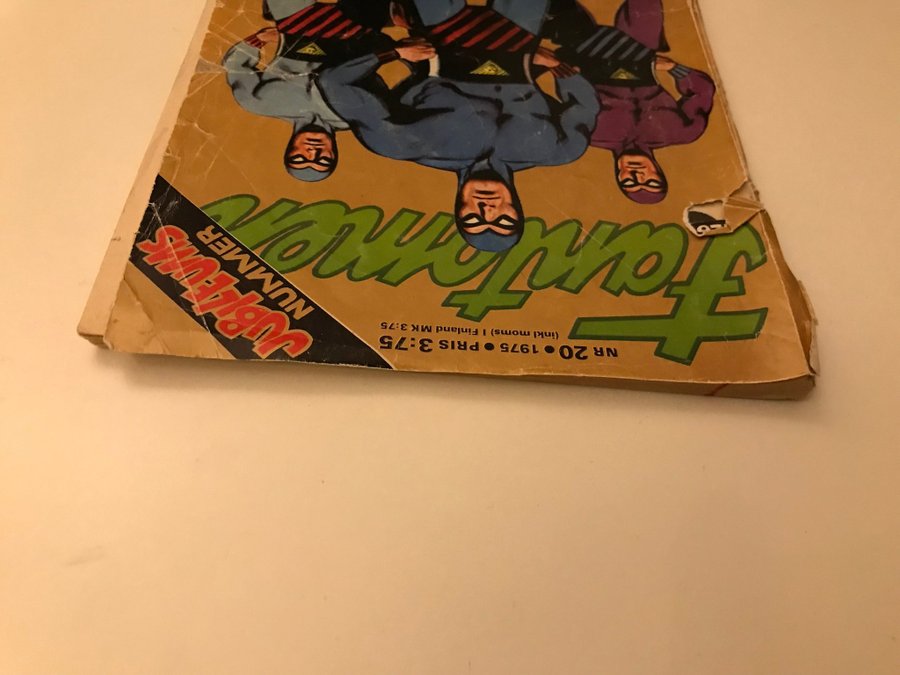 Fantomen
JUBILEUMS
NUMMER
NR 20 • 1975 • PRIS 3:75
(inkl moms) I Finland MK 3:75